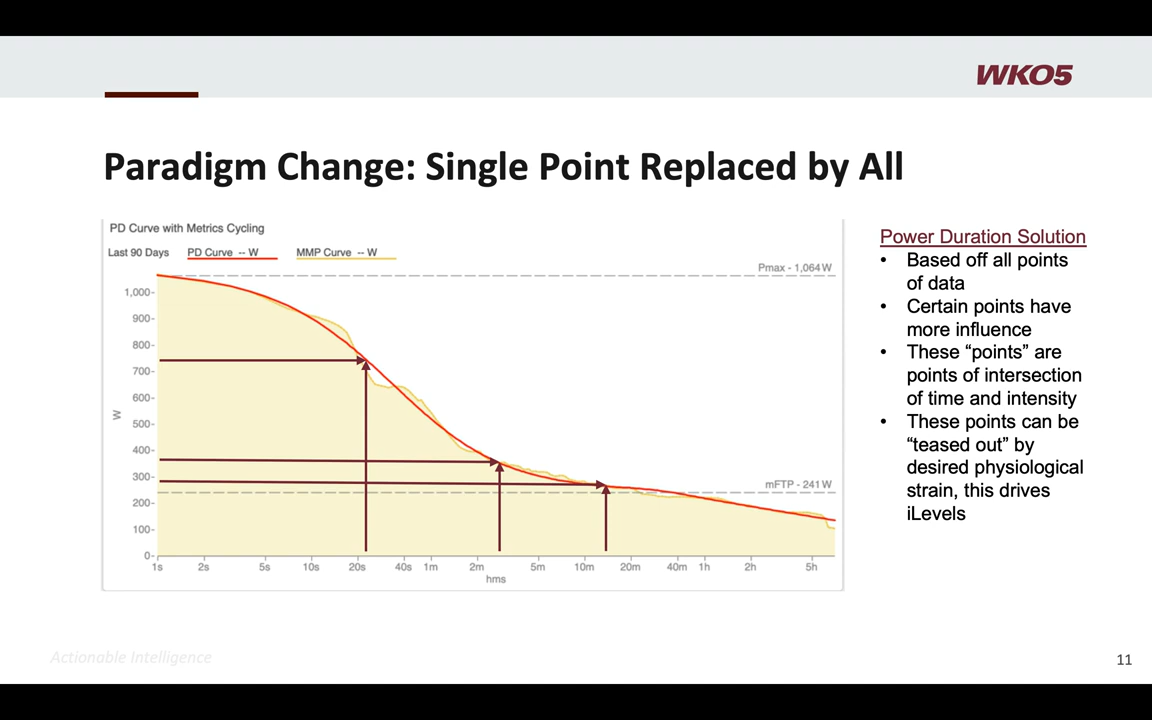 WKO5
Paradigm Change: Single Point Replaced by All
PD Curve with Metrics Cycling
Last 90 Days PD Curve -- W MMP Curve -- W
Pmax - 1,064W
1,000-
900-
800-
700-
600-
500-
400-
300-
200-
100-
0-
W
mFTP - 241W
1s 2s 5s 10s 20s 40s 1m 2m 5m 10m 20m 40m 1h 2h 5h
hms
Power Duration Solution
• Based off all points
of data
• Certain points have
more influence
• These “points” are
points of intersection
of time and intensity
• These points can be
“teased out” by
desired physiological
strain, this drives
iLevels
Actionable Intelligence
11